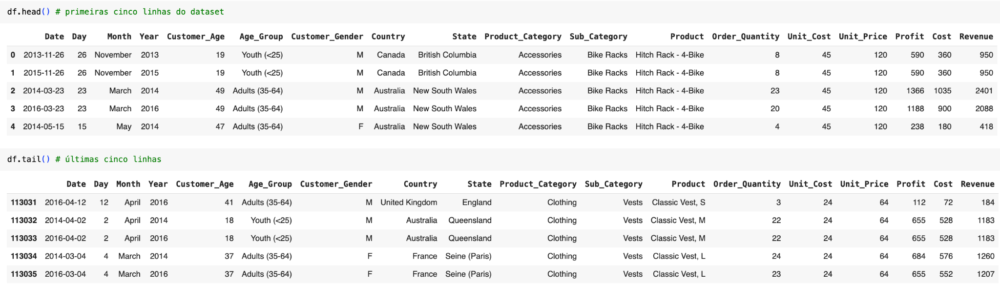 df.head() # primeiras cinco linhas do dataset
Date Day Month Year Customer_Age Age_Group Customer_Gender Country State Product_Category Sub_Category Product Order_Quantity Unit_Cost Unit_Price Profit Cost Revenue
0 2013-11-26 26 November 2013 19 Youth (<25) M Canada British Columbia Accessories Bike Racks Hitch Rack - 4-Bike 8 45 120 590 360 950
1 2015-11-26 26 November 2015 19 Youth (<25) M Canada British Columbia Accessories Bike Racks Hitch Rack - 4-Bike 8 45 120 590 360 950
2 2014-03-23 23 March 2014 49 Adults (35-64) M Australia New South Wales Accessories Bike Racks Hitch Rack - 4-Bike 23 45 120 1366 1035 2401
3 2016-03-23 23 March 2016 49 Adults (35-64) M Australia New South Wales Accessories Bike Racks Hitch Rack - 4-Bike 20 45 120 1188 900 2088
4 2014-05-15 15 May 2014 47 Adults (35-64) F Australia New South Wales Accessories Bike Racks Hitch Rack - 4-Bike 4 45 120 238 180 418
df.tail() # últimas cinco linhas
Date Day Month Year Customer_Age Age_Group Customer_Gender Country State Product_Category Sub_Category Product Order_Quantity Unit_Cost Unit_Price Profit Cost Revenue
113031 2016-04-12 12 April 2016 41 Adults (35-64) M United Kingdom England Clothing Vests Classic Vest, S 3 24 64 112 72 184
113032 2014-04-02 2 April 2014 18 Youth (<25) M Australia Queensland Clothing Vests Classic Vest, M 22 24 64 655 528 1183
113033 2016-04-02 2 April 2016 18 Youth (<25) M Australia Queensland Clothing Vests Classic Vest, M 22 24 64 655 528 1183
113034 2014-03-04 4 March 2014 37 Adults (35-64) F France Seine (Paris) Clothing Vests Classic Vest, L 24 24 64 684 576 1260
113035 2016-03-04 4 March 2016 37 Adults (35-64) F France Seine (Paris) Clothing Vests Classic Vest, L 23 24 64 655 552 1207